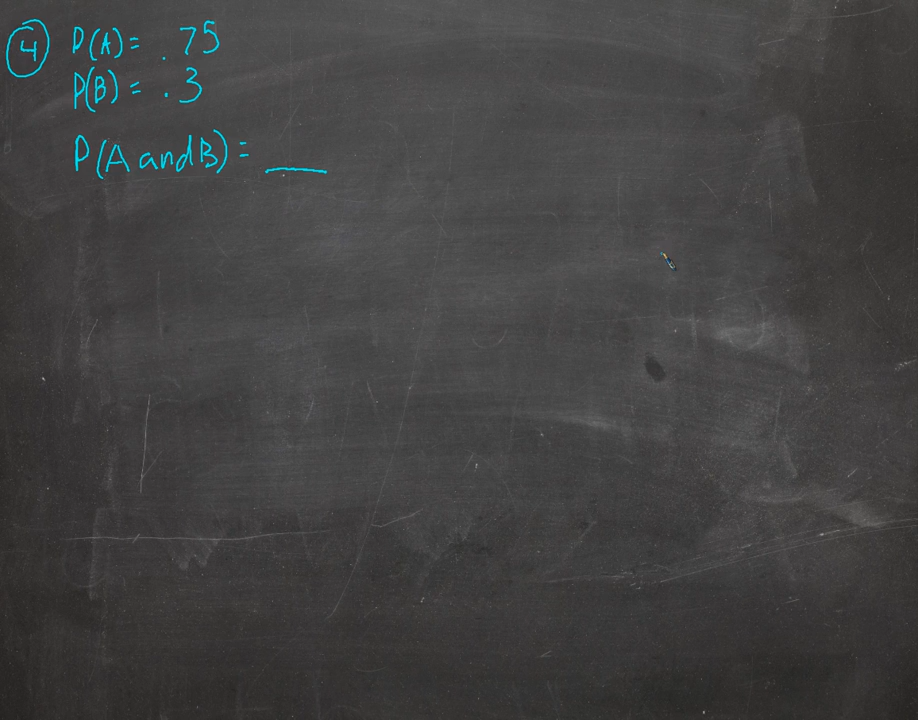 ④ P(A) = .75
P(B) = .3
P(A and B) = ___